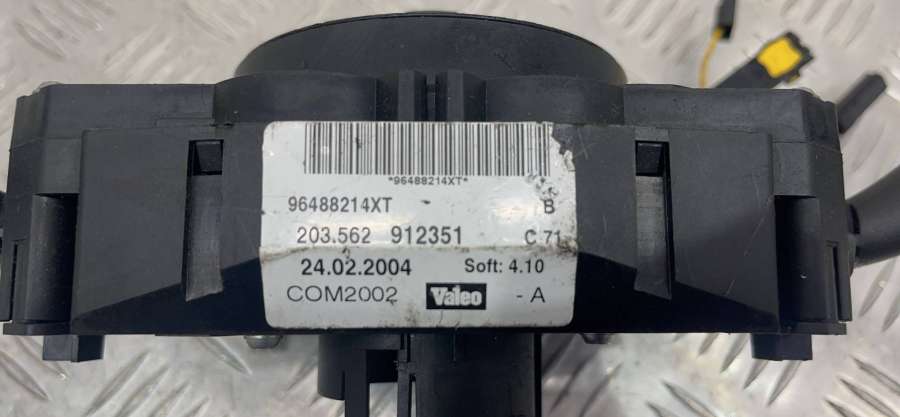 *96488214XT*
96488214XT B
203.562 912351 C 71
24.02.2004 Soft: 4.10
COM2002 Valeo - A